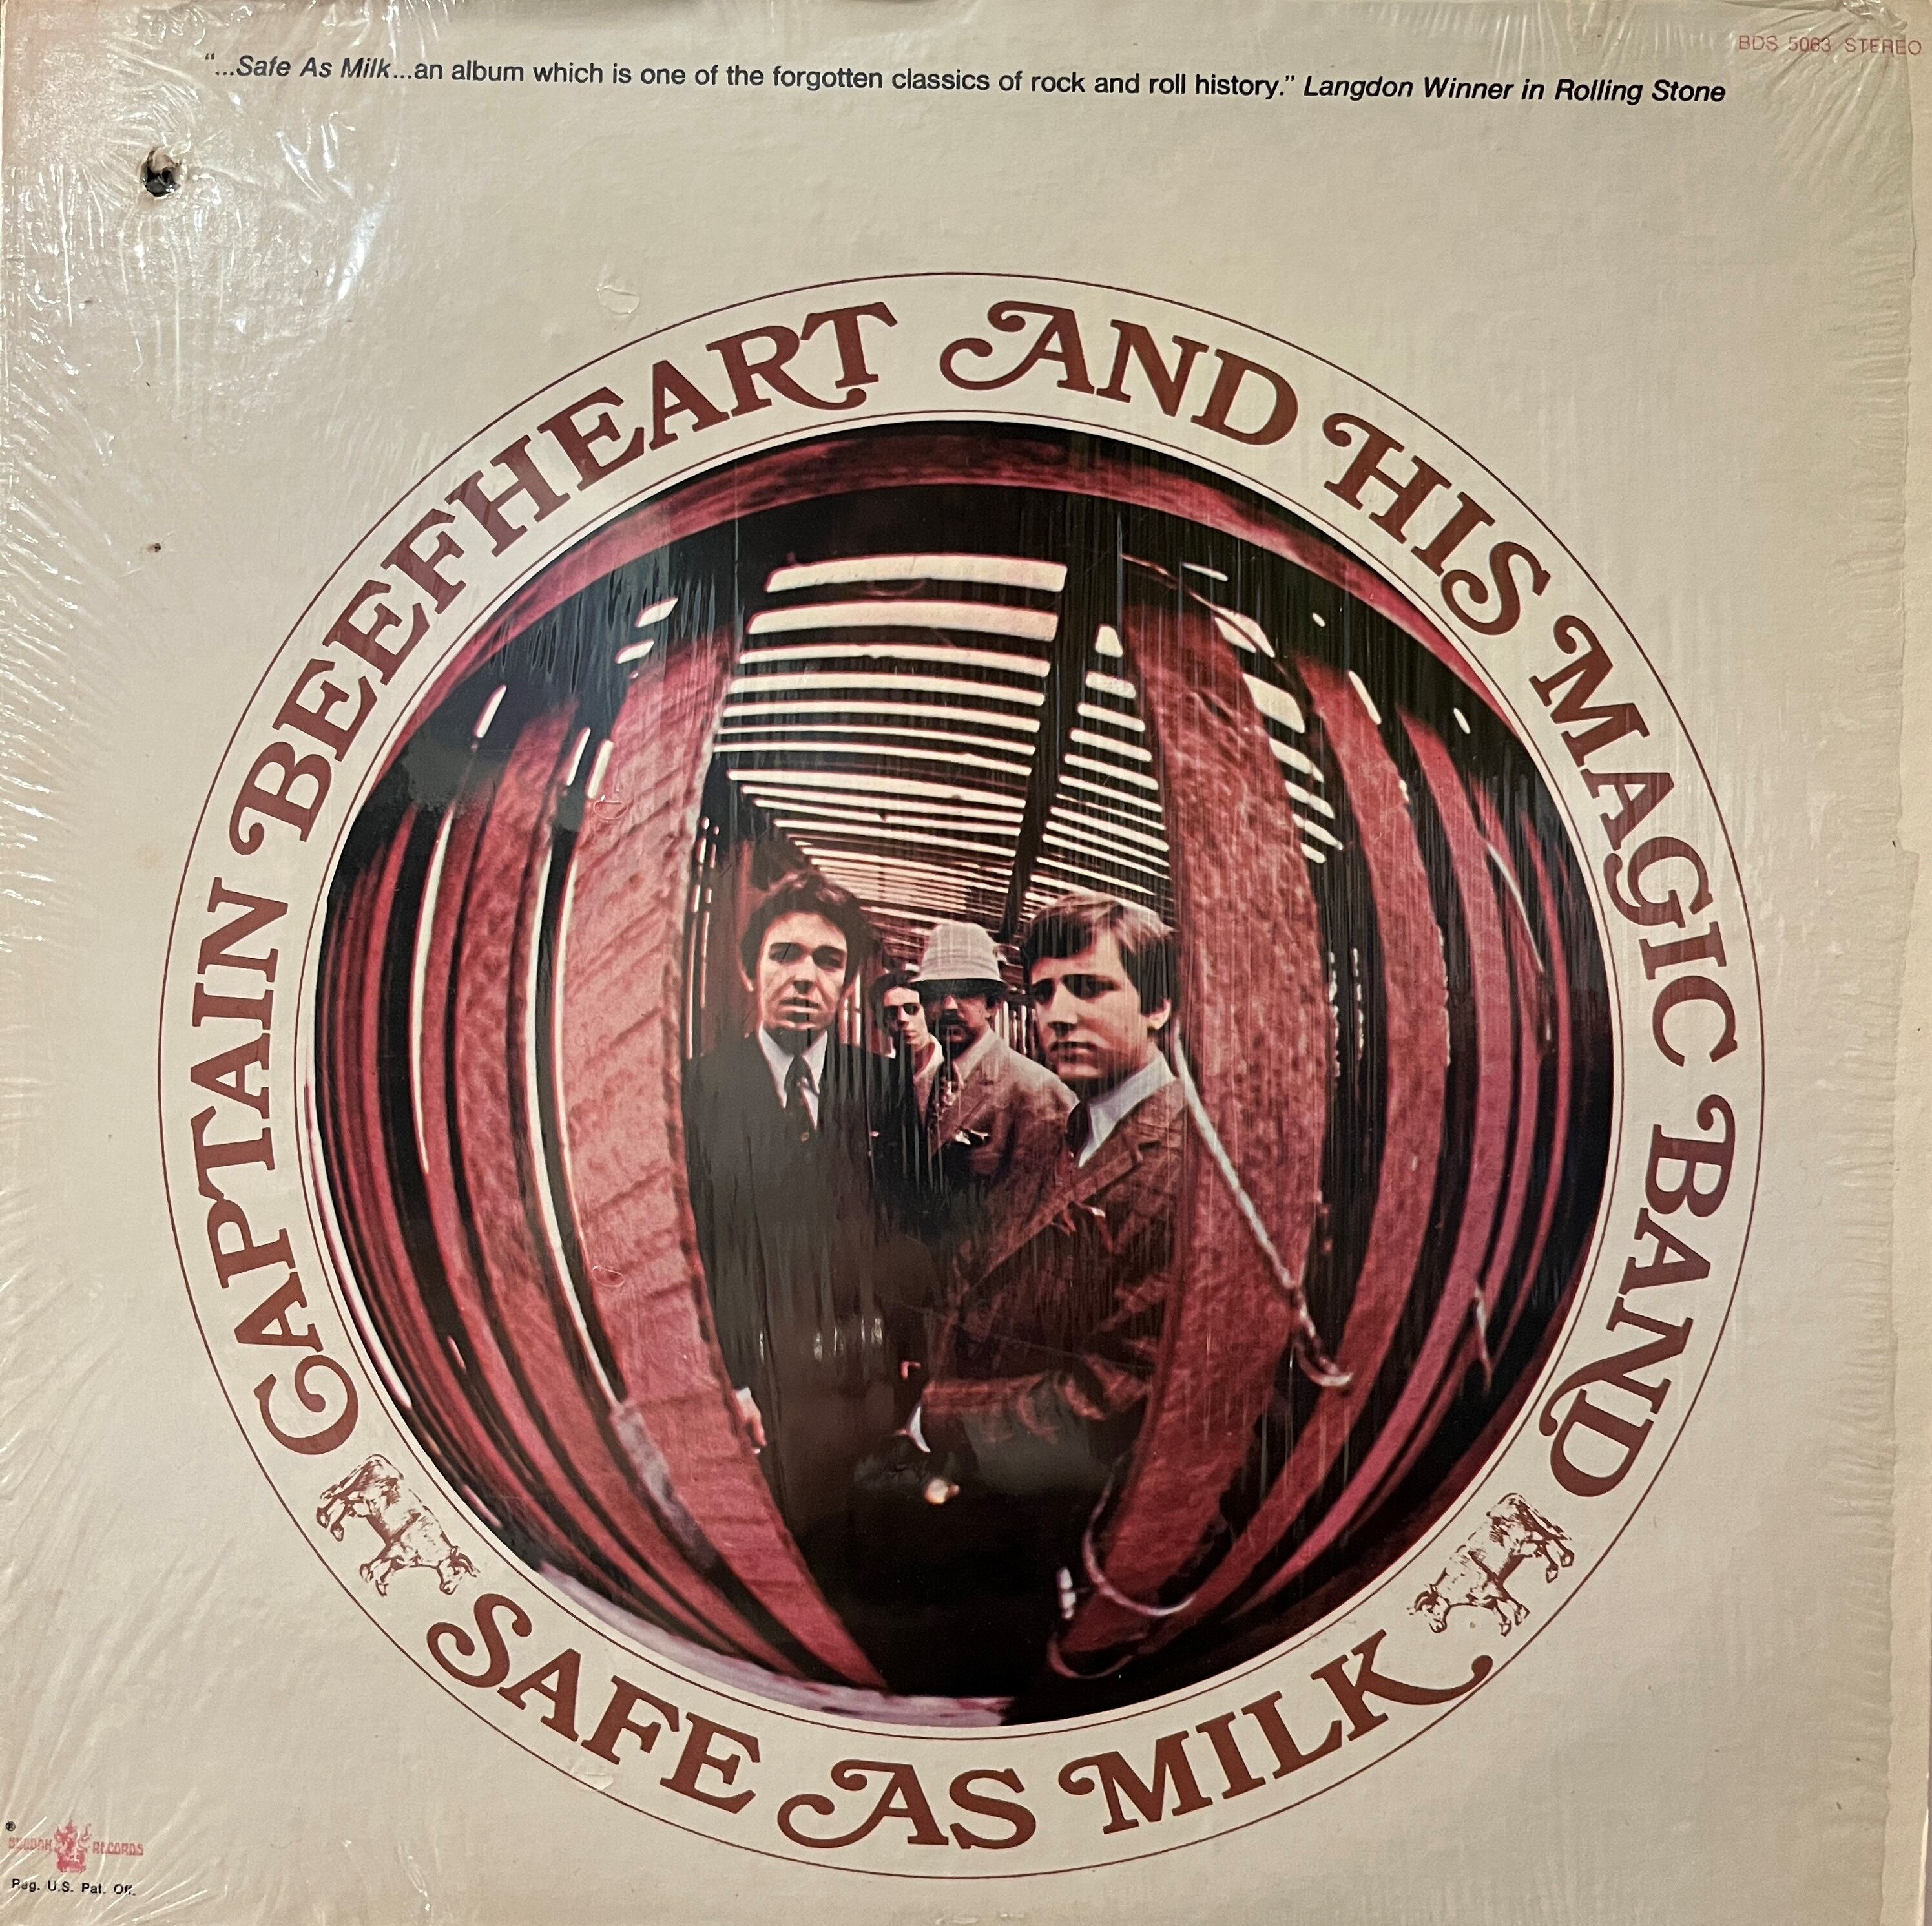 BDS 5063 STEREO
"...Safe As Milk...an album which is one of the forgotten classics of rock and roll history." Langdon Winner in Rolling Stone
CAPTAIN BEEFHEART AND HIS MAGIC BAND
SAFE AS MILK
®
BUDDAH RECORDS
Reg. U.S. Pat. Off.